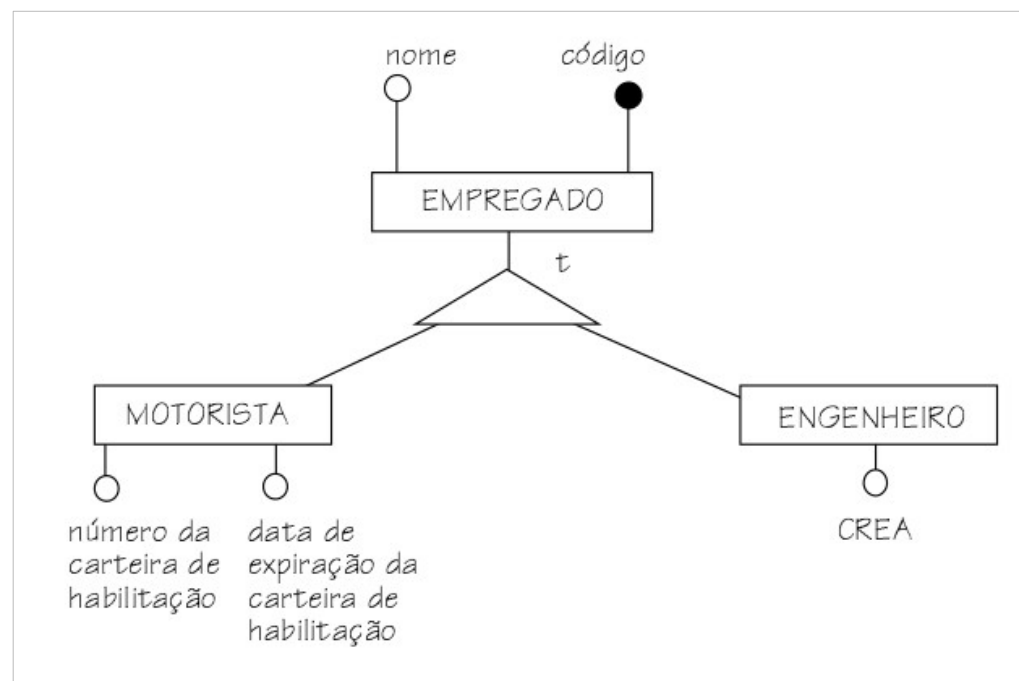 nome
código
EMPREGADO
t
MOTORISTA
ENGENHEIRO
número da
carteira de
habilitação
data de
expiração da
carteira de
habilitação
CREA